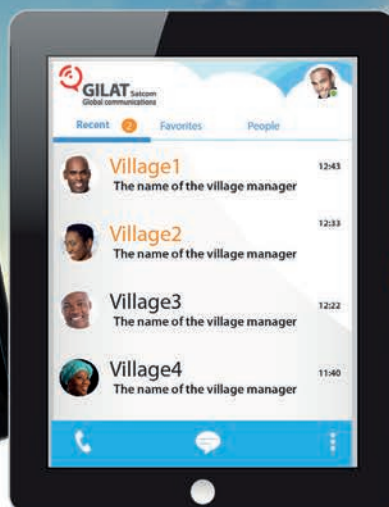 GILAT Satcom
Global communications
Recent 2 Favorites People
Village1 12:43
The name of the village manager
Village2 12:33
The name of the village manager
Village3 12:22
The name of the village manager
Village4 11:40
The name of the village manager